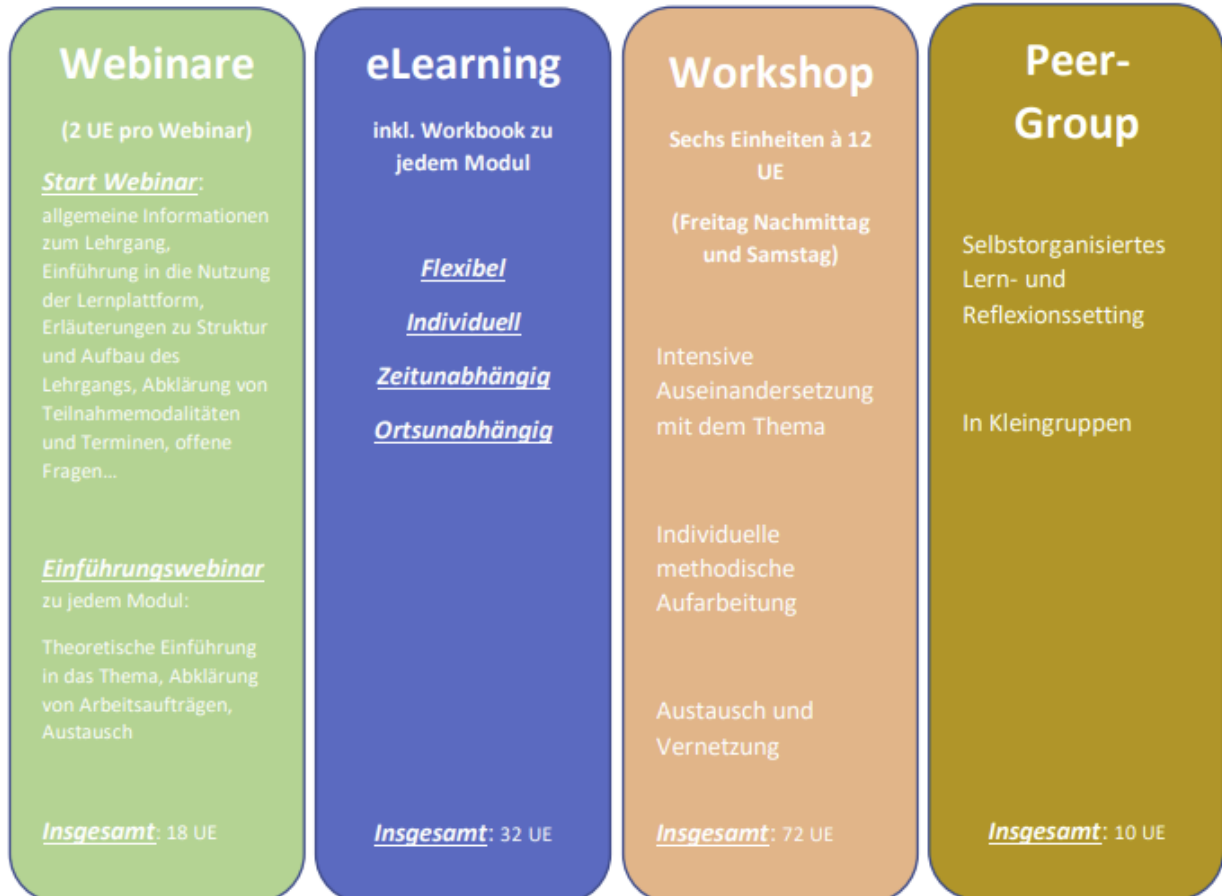 Webinare
(2 UE pro Webinar)
Start Webinar:
allgemeine Informationen
zum Lehrgang,
Einführung in die Nutzung
der Lernplattform,
Erläuterungen zu Struktur
und Aufbau des
Lehrgangs, Abklärung von
Teilnahmemodalitäten
und Terminen, offene
Fragen…
Einführungswebinar
zu jedem Modul:
Theoretische Einführung
in das Thema, Abklärung
von Arbeitsaufträgen,
Austausch
Insgesamt: 18 UE
eLearning
inkl. Workbook zu
jedem Modul
Flexibel
Individuell
Zeitunabhängig
Ortsunabhängig
Insgesamt: 32 UE
Workshop
Sechs Einheiten à 12
UE
(Freitag Nachmittag
und Samstag)
Intensive
Auseinandersetzung
mit dem Thema
Individuelle
methodische
Aufarbeitung
Austausch und
Vernetzung
Insgesamt: 72 UE
Peer-
Group
Selbstorganisiertes
Lern- und
Reflexionssetting
In Kleingruppen
Insgesamt: 10 UE